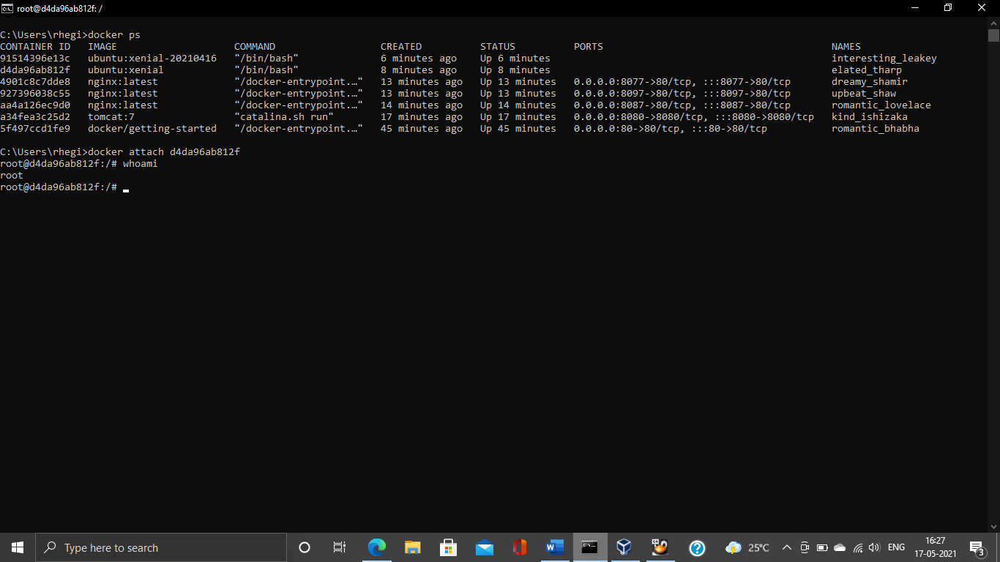 root@d4da96ab812f: /
C:\Users\rhegi>docker ps
CONTAINER ID   IMAGE                    COMMAND                  CREATED          STATUS          PORTS                                       NAMES
91514396e13c   ubuntu:xenial-20210416   "/bin/bash"              6 minutes ago    Up 6 minutes                                                interesting_leakey
d4da96ab812f   ubuntu:xenial            "/bin/bash"              8 minutes ago    Up 8 minutes                                                elated_tharp
4901c8c7dde8   nginx:latest             "/docker-entrypoint.…"   13 minutes ago   Up 13 minutes   0.0.0.0:8077->80/tcp, :::8077->80/tcp       dreamy_shamir
927396038c55   nginx:latest             "/docker-entrypoint.…"   13 minutes ago   Up 13 minutes   0.0.0.0:8097->80/tcp, :::8097->80/tcp       upbeat_shaw
aa4a126ec9d0   nginx:latest             "/docker-entrypoint.…"   14 minutes ago   Up 14 minutes   0.0.0.0:8087->80/tcp, :::8087->80/tcp       romantic_lovelace
a34fea3c25d2   tomcat:7                 "catalina.sh run"        17 minutes ago   Up 17 minutes   0.0.0.0:8080->8080/tcp, :::8080->8080/tcp   kind_ishizaka
5f497ccd1fe9   docker/getting-started   "/docker-entrypoint.…"   45 minutes ago   Up 45 minutes   0.0.0.0:80->80/tcp, :::80->80/tcp           romantic_bhabha
C:\Users\rhegi>docker attach d4da96ab812f
root@d4da96ab812f:/# whoami
root
root@d4da96ab812f:/#
Type here to search
25°C
ENG
16:27
17-05-2021
3